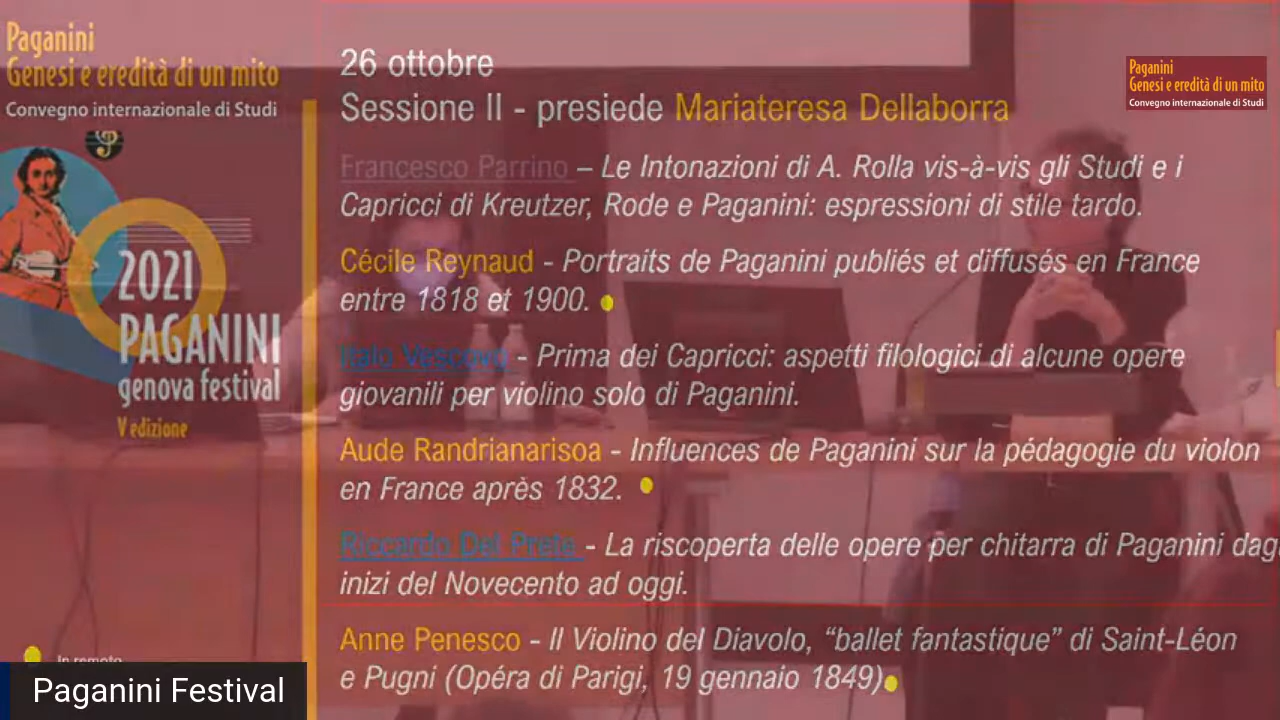 Paganini
Genesi e eredità di un mito
Convegno internazionale di Studi
2021
PAGANINI
genova festival
V edizione
In remoto
Paganini Festival
26 ottobre
Sessione II - presiede Mariateresa Dellaborra
Francesco Parrino – Le Intonazioni di A. Rolla vis-à-vis gli Studi e i
Capricci di Kreutzer, Rode e Paganini: espressioni di stile tardo.
Cécile Reynaud - Portraits de Paganini publiés et diffusés en France
entre 1818 et 1900.
Italo Vescovo - Prima dei Capricci: aspetti filologici di alcune opere
giovanili per violino solo di Paganini.
Aude Randrianarisoa - Influences de Paganini sur la pédagogie du violon
en France après 1832.
Riccardo Del Prete - La riscoperta delle opere per chitarra di Paganini dag
inizi del Novecento ad oggi.
Anne Penesco - Il Violino del Diavolo, “ballet fantastique” di Saint-Léon
e Pugni (Opéra di Parigi, 19 gennaio 1849)
Paganini
Genesi e eredità di un mito
Convegno internazionale di Studi